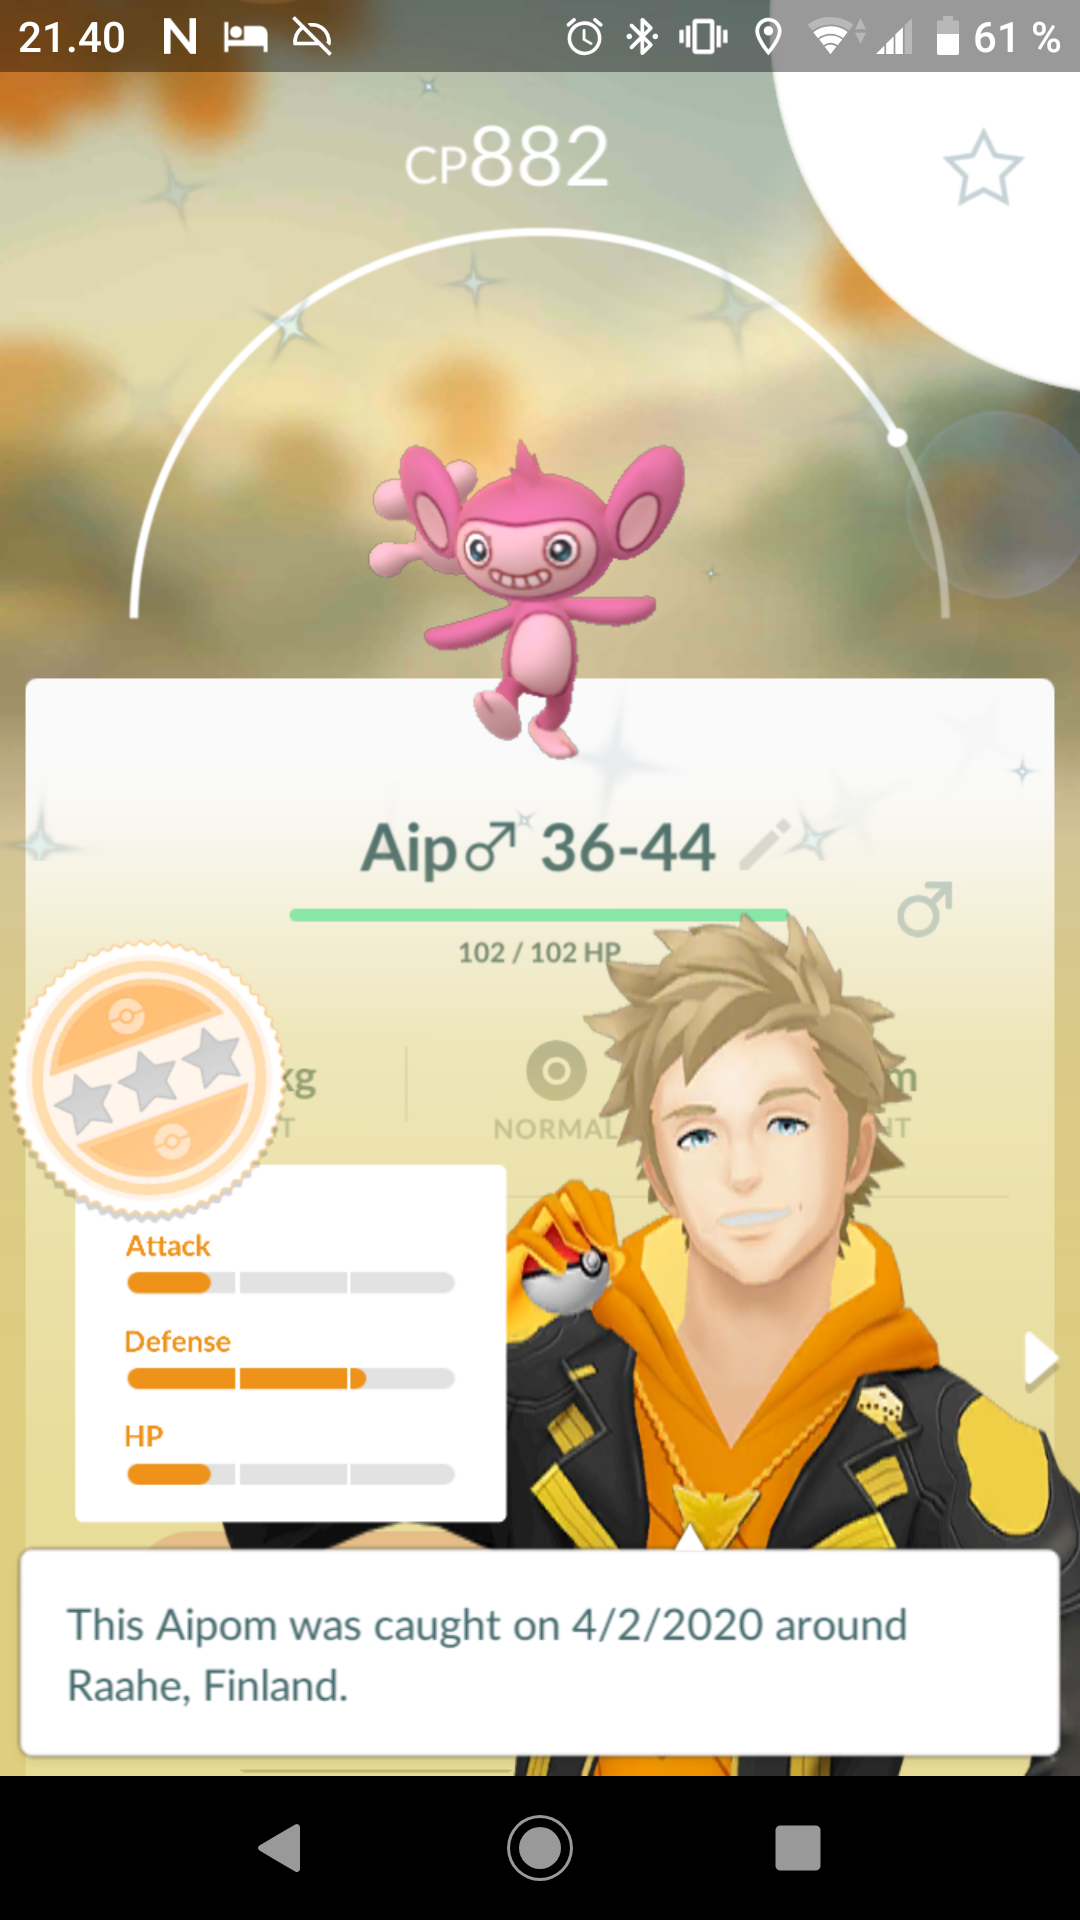 21.40 N 61 %
CP882
Aip♂ 36-44
102 / 102 HP
kg
NORMAL
Attack
Defense
HP
This Aipom was caught on 4/2/2020 around
Raahe, Finland.